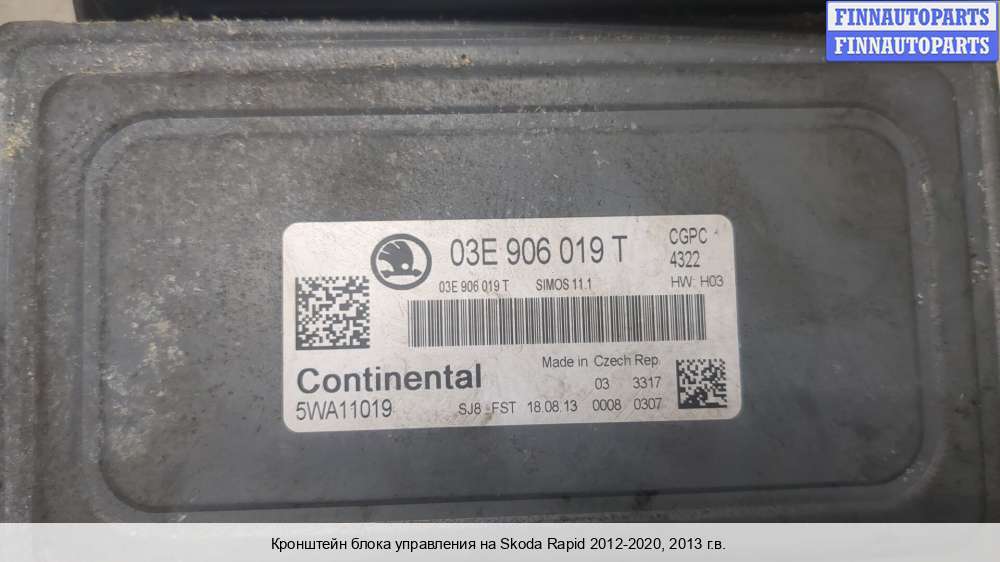 FINNAUTOPARTS
FINNAUTOPARTS
03E 906 019 T
CGPC
4322
03E 906 019 T SIMOS 11.1 HW: H03
Made in Czech Rep.
Continental
03 3317
5WA11019 SJ8 FST 18.08.13 0008 0307
Кронштейн блока управления на Skoda Rapid 2012-2020, 2013 г.в.